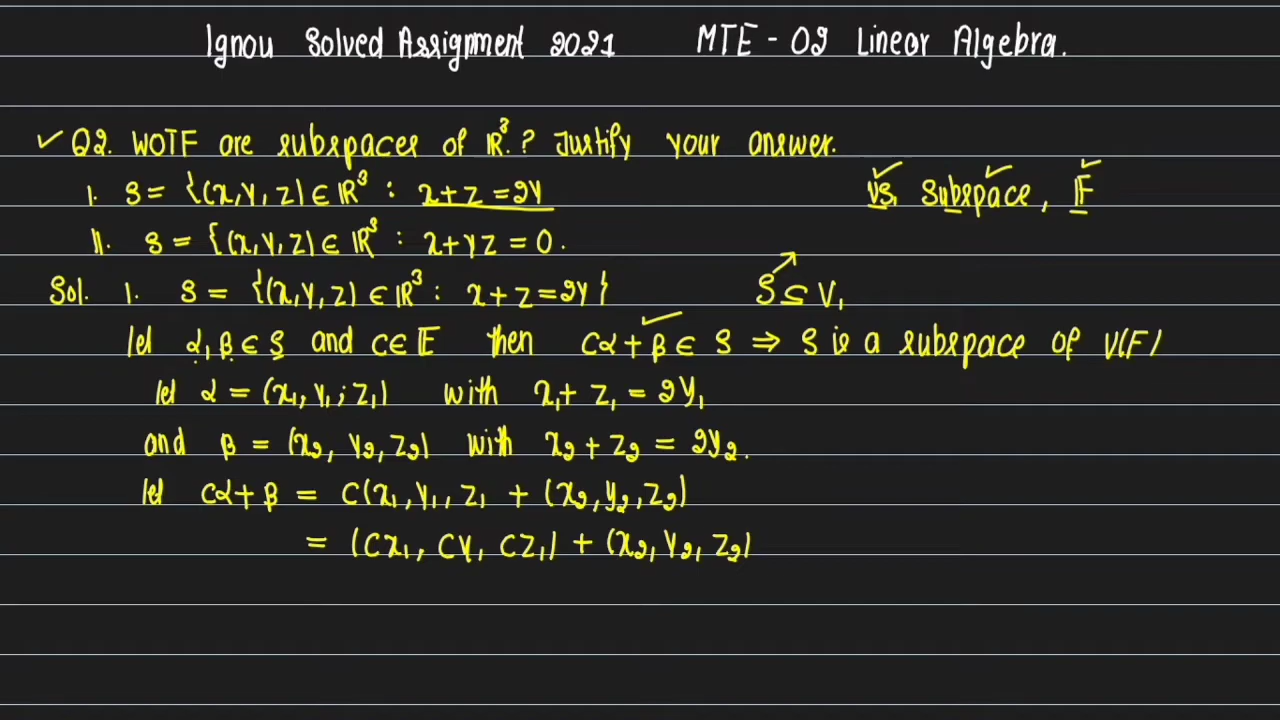 Ignou Solved Assignment 2021 MTE - 02 Linear Algebra.
Q2. WOTF are subspaces of ℝ³? Justify your answer.
I. S = {(x, y, z) ∈ ℝ³ : x + z = 2y
II. S = {(x, y, z) ∈ ℝ³ : x + yz = 0.
VS, Subspace, F
Sol. 1. S = {(x, y, z) ∈ ℝ³ : x + z = 2y} S ⊆ V,
let α, β ∈ S and c ∈ F then cα + β ∈ S ⇒ S is a subspace of V(F)
let α = (x₁, y₁, z₁) with x₁ + z₁ = 2y₁
and β = (x₂, y₂, z₂) with x₂ + z₂ = 2y₂.
let cα + β = c(x₁, y₁, z₁ + (x₂, y₂, z₂)
= (cx₁, cy, cz₁) + (x₂, y₂, z₂)